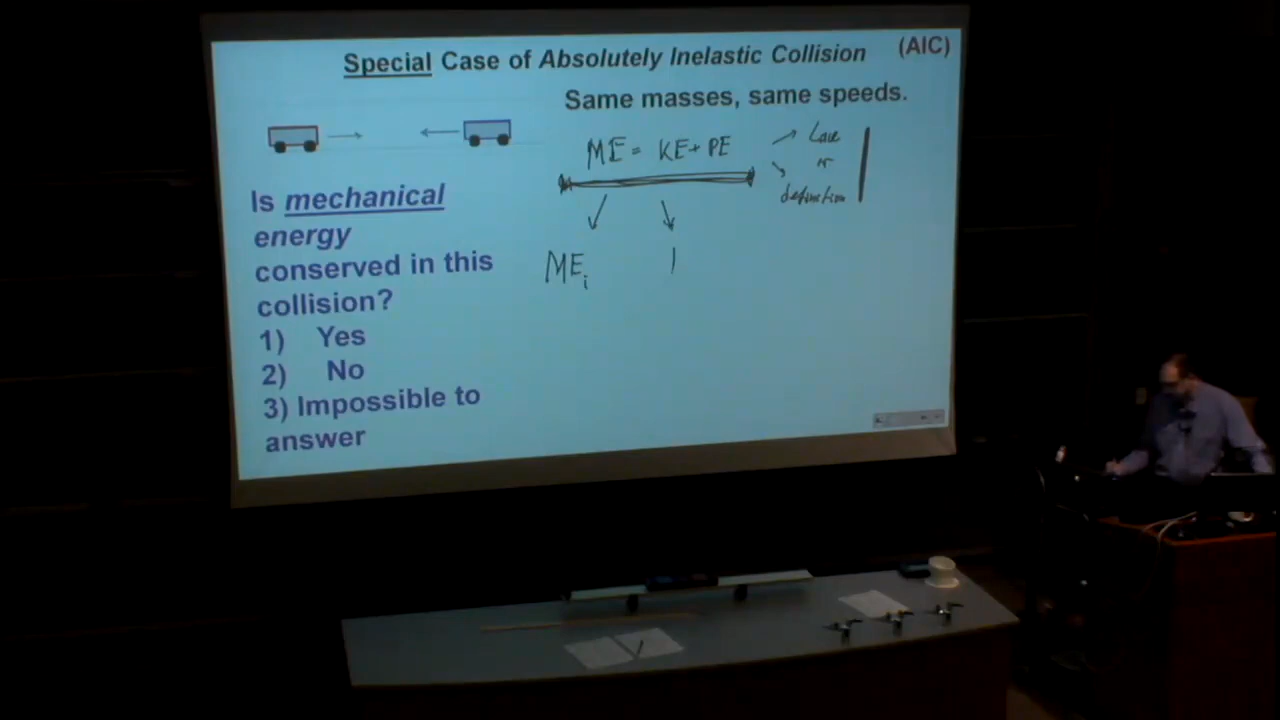 Special Case of Absolutely Inelastic Collision (AIC)
Same masses, same speeds.
ME = KE + PE
Law
or
definition
ME i
Is mechanical
energy
conserved in this
collision?
1) Yes
2) No
3) Impossible to
answer